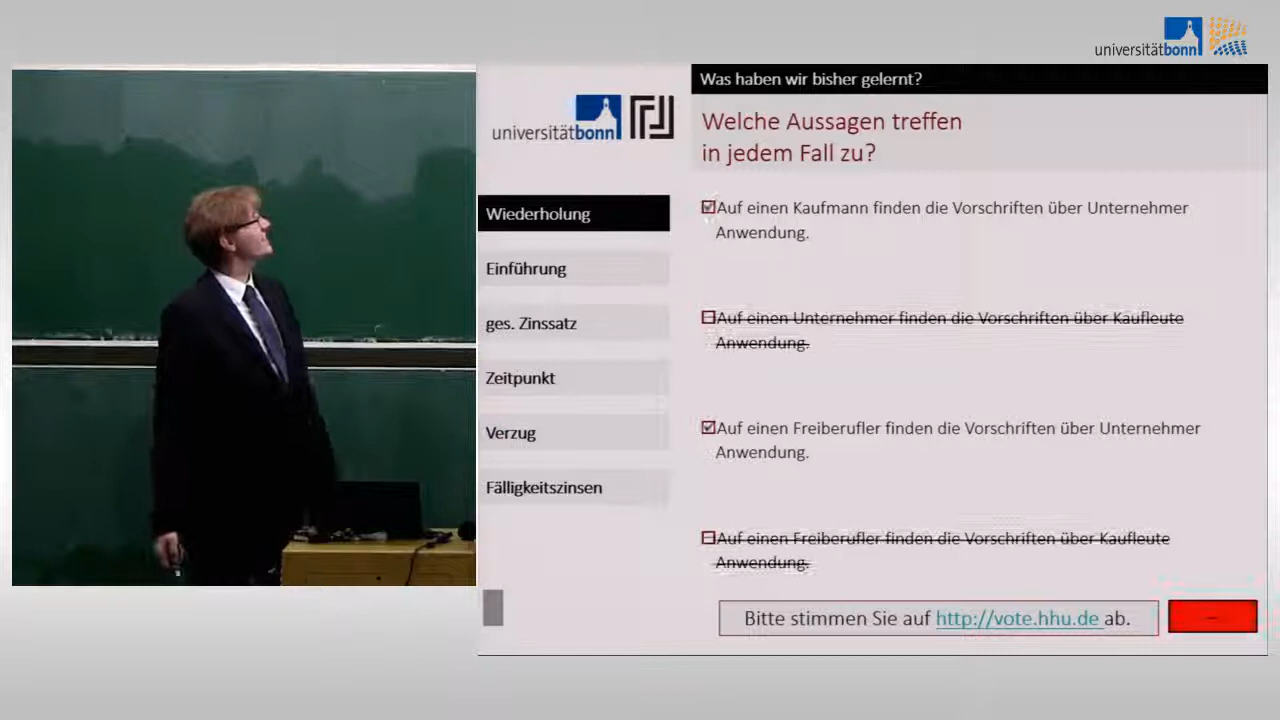 universitätbonn
Was haben wir bisher gelernt?
universitätbonn
Welche Aussagen treffen
in jedem Fall zu?
Wiederholung
Einführung
ges. Zinssatz
Zeitpunkt
Verzug
Fälligkeitszinsen
Auf einen Kaufmann finden die Vorschriften über Unternehmer
Anwendung.
Auf einen Unternehmer finden die Vorschriften über Kaufleute
Anwendung.
Auf einen Freiberufler finden die Vorschriften über Unternehmer
Anwendung.
Auf einen Freiberufler finden die Vorschriften über Kaufleute
Anwendung.
Bitte stimmen Sie auf http://vote.hhu.de ab.